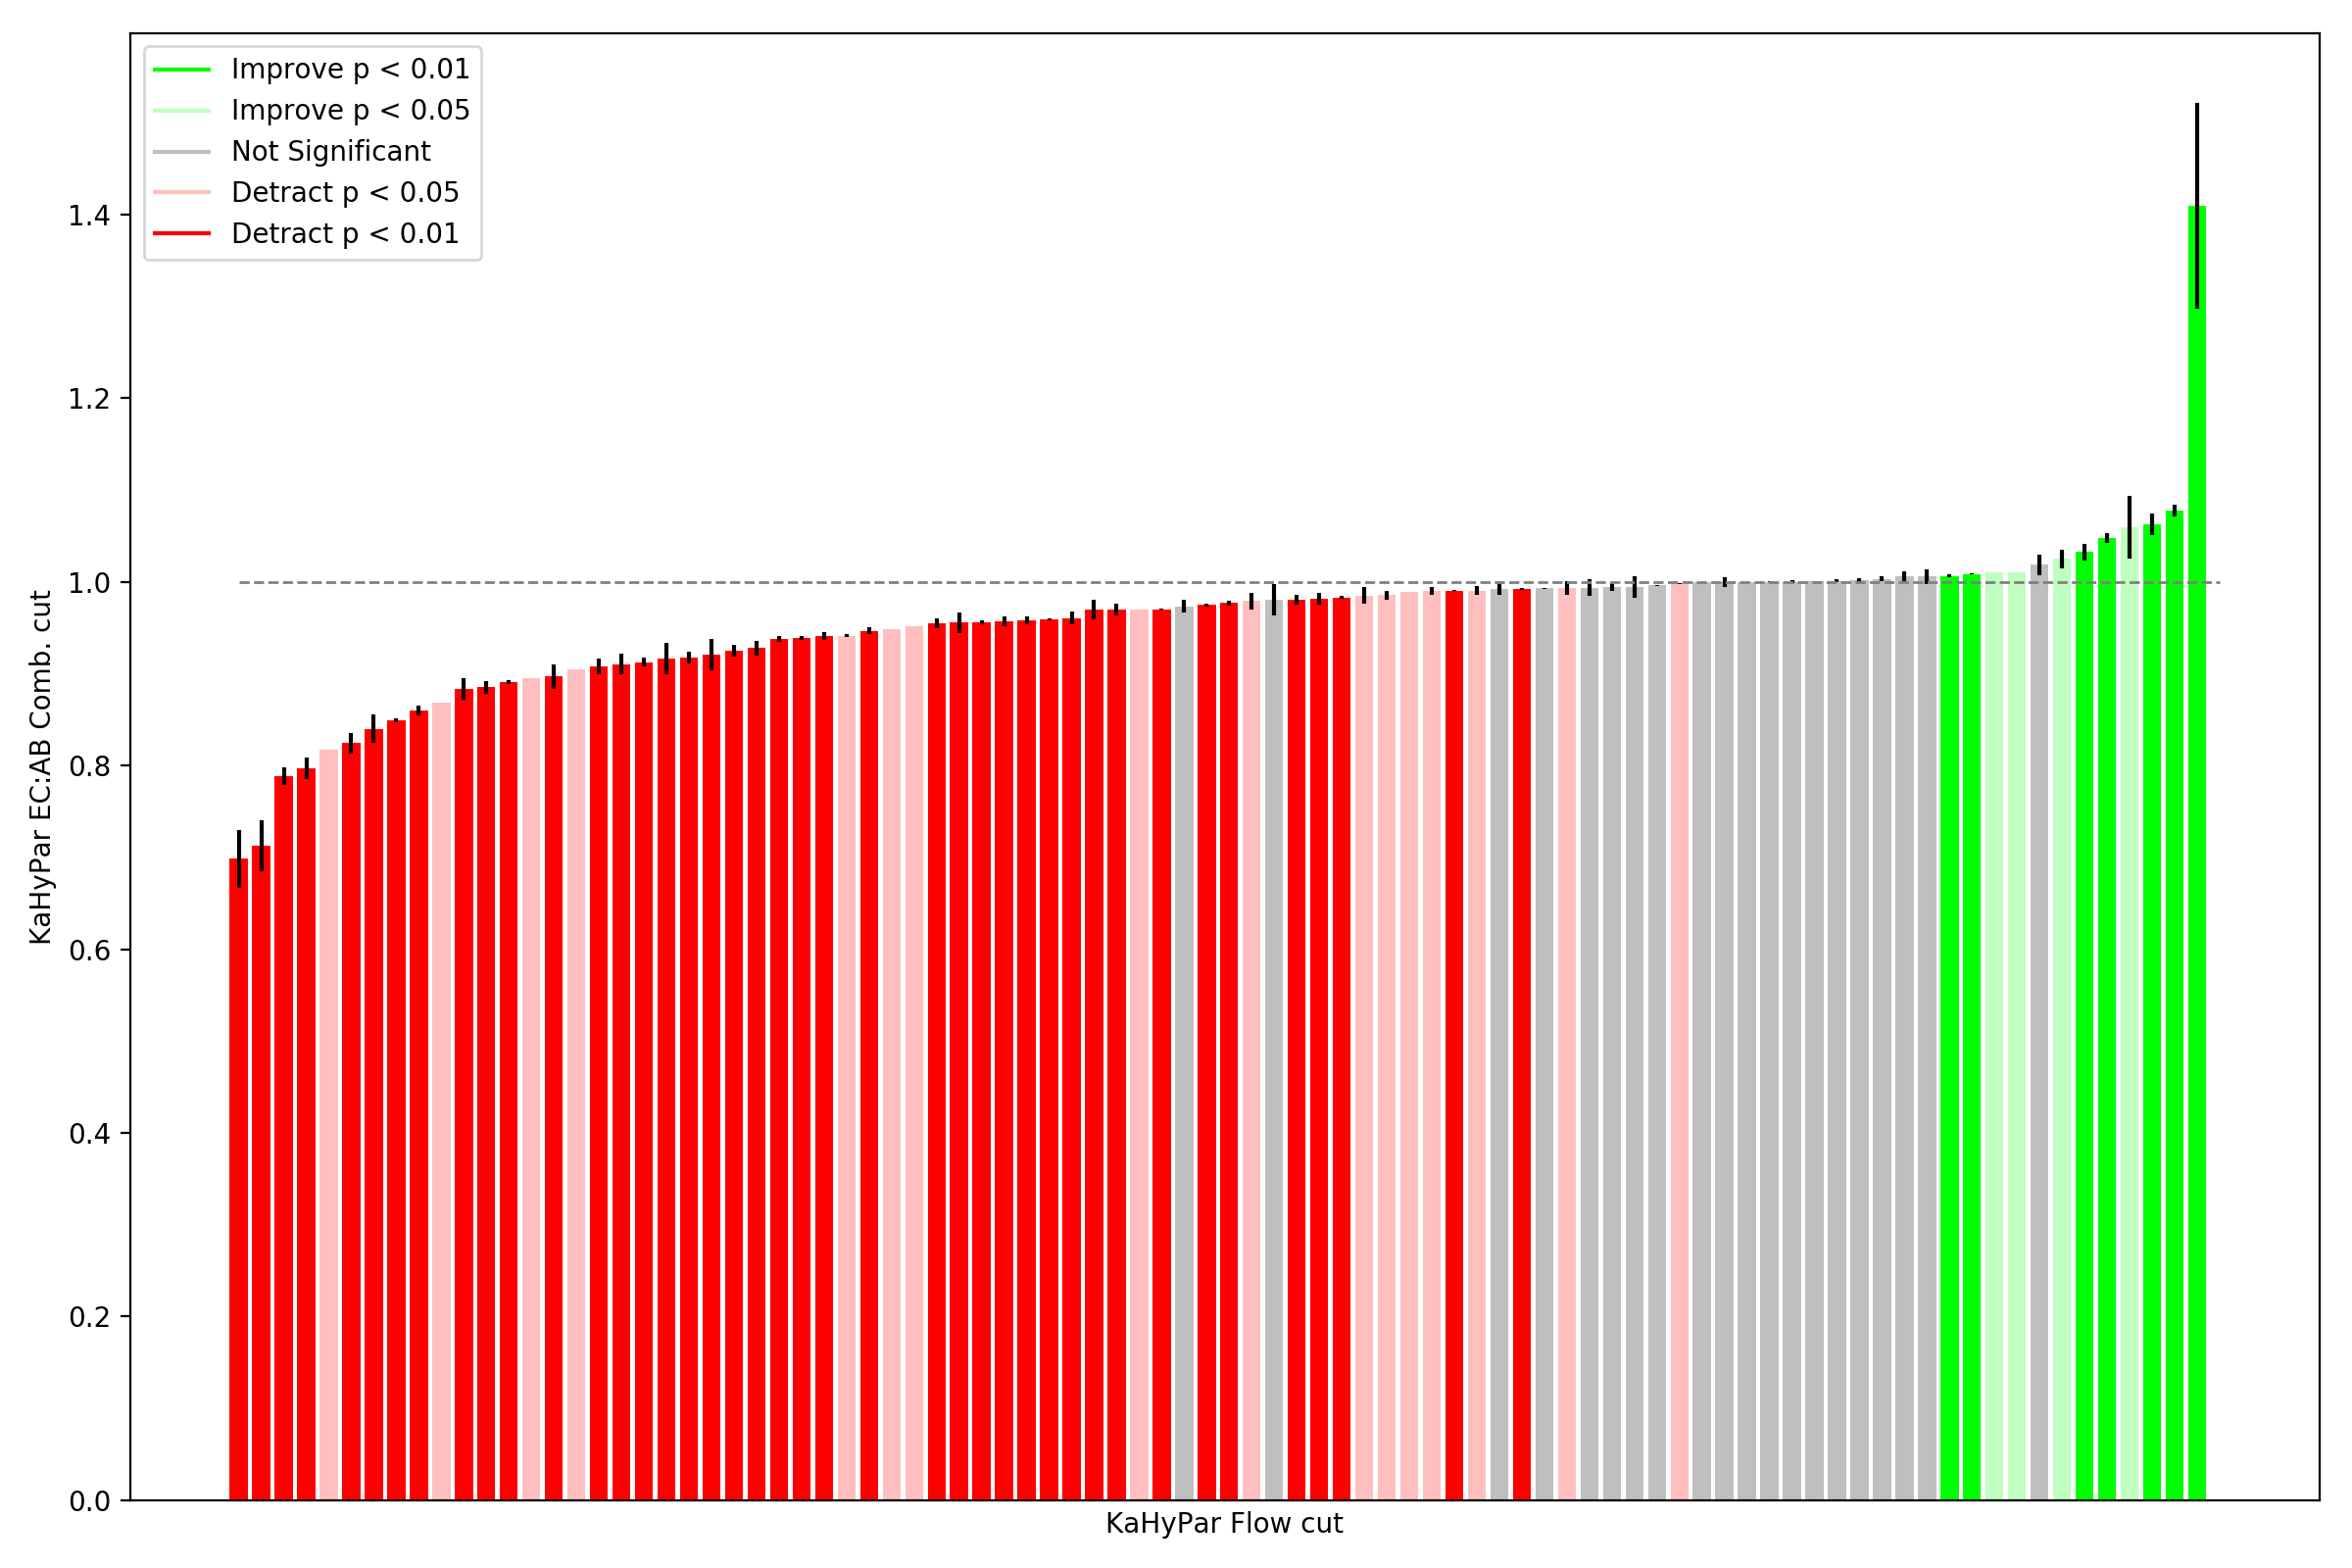 Improve p < 0.01
Improve p < 0.05
Not Significant
Detract p < 0.05
Detract p < 0.01
1.4
1.2
1.0
0.8
0.6
0.4
0.2
0.0
KaHyPar EC:AB Comb. cut
KaHyPar Flow cut